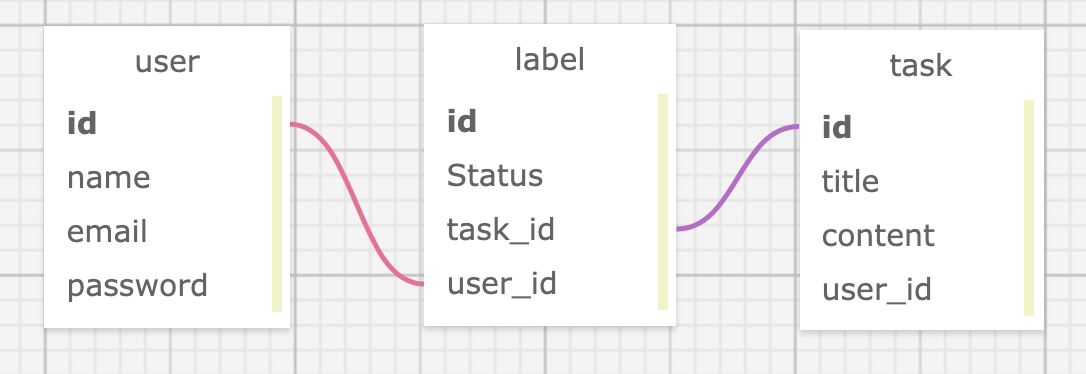 user
id
name
email
password
label
id
Status
task_id
user_id
task
id
title
content
user_id